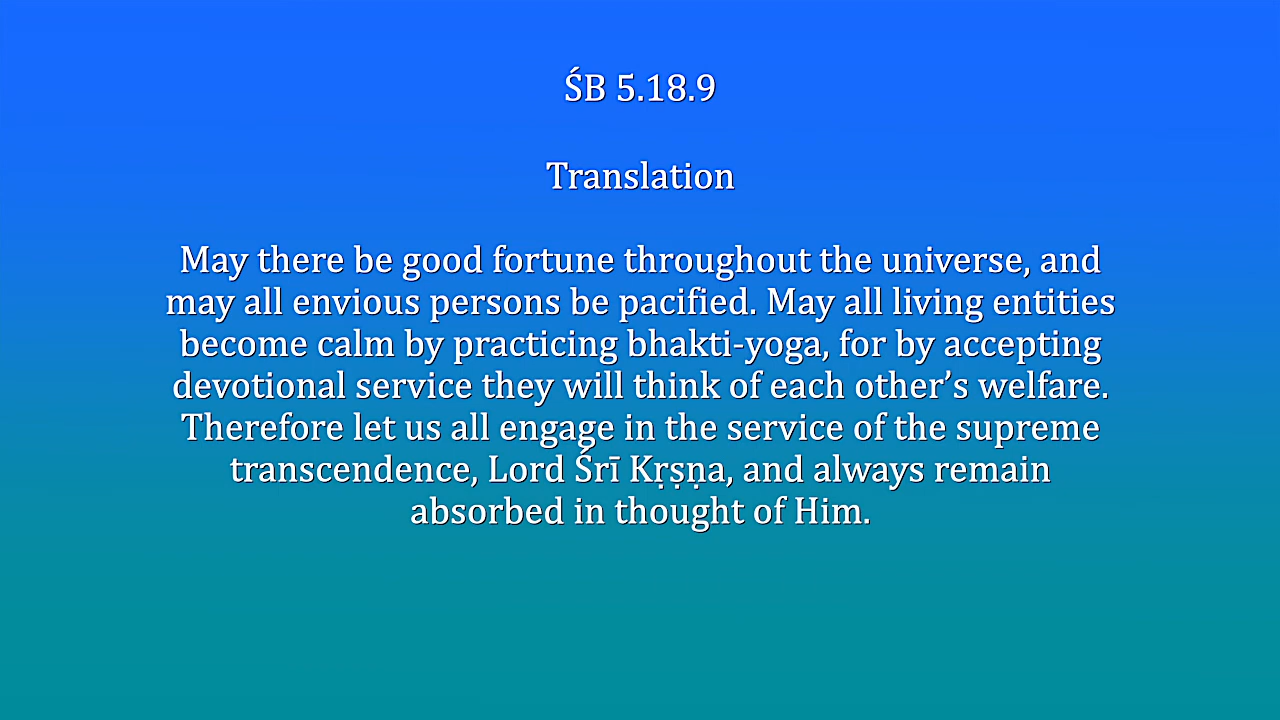 ŚB 5.18.9
Translation
May there be good fortune throughout the universe, and
may all envious persons be pacified. May all living entities
become calm by practicing bhakti-yoga, for by accepting
devotional service they will think of each other’s welfare.
Therefore let us all engage in the service of the supreme
transcendence, Lord Śrī Kṛṣṇa, and always remain
absorbed in thought of Him.